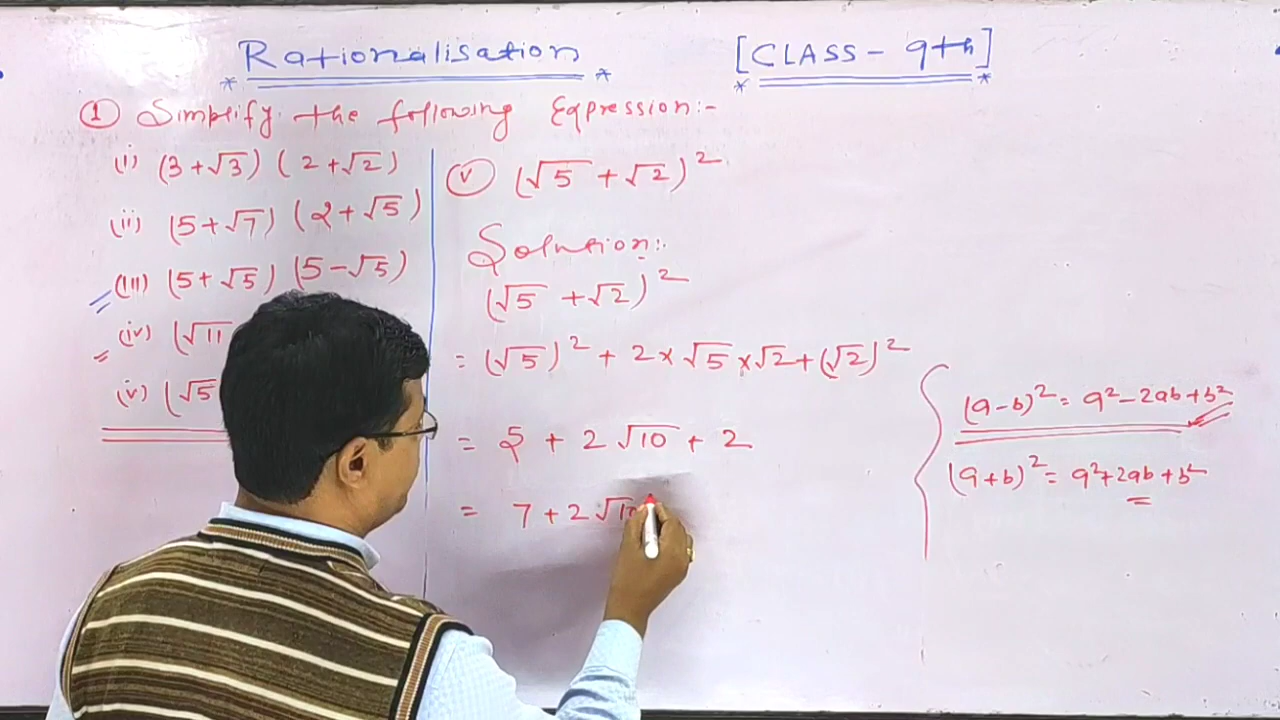 * Rationalisation *
* [CLASS - 9th] *
① Simplify the following Expression:-
(i) (3+√3) (2+√2)
(ii) (5+√7) (2+√5)
(iii) (5+√5) (5-√5)
(iv) (√11
(v) (√5
(v) (√5 + √2)²
Solution:
(√5 + √2)²
= (√5)² + 2 × √5 × √2 + (√2)²
= 5 + 2√10 + 2
= 7 + 2√10
(a-b)² = a² - 2ab + b²
(a+b)² = a² + 2ab + b²